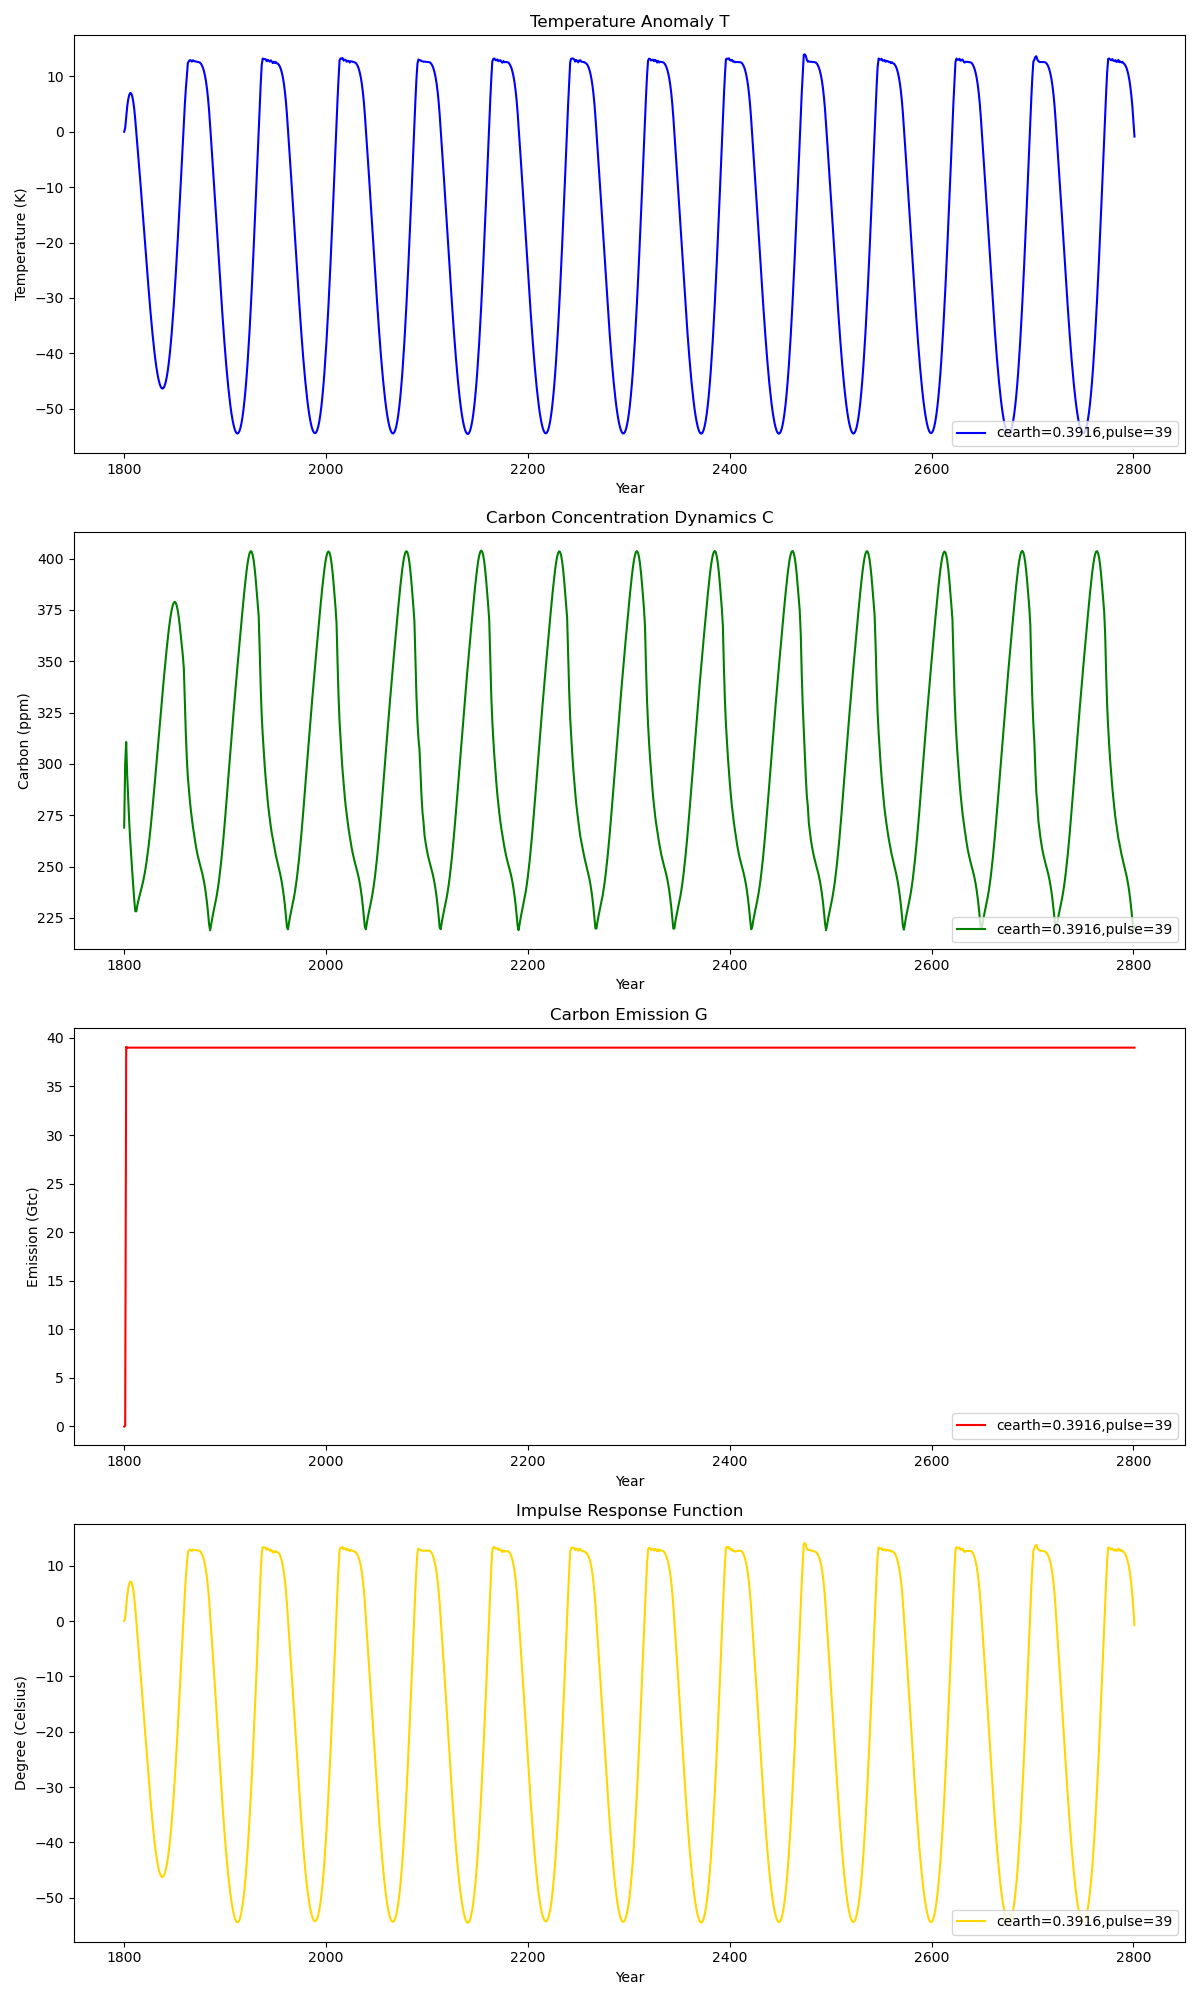 Temperature Anomaly T
Temperature (K)
10
0
−10
−20
−30
−40
−50
cearth=0.3916,pulse=39
1800 2000 2200 2400 2600 2800
Year
Carbon Concentration Dynamics C
Carbon (ppm)
400
375
350
325
300
275
250
225
cearth=0.3916,pulse=39
1800 2000 2200 2400 2600 2800
Year
Carbon Emission G
Emission (Gtc)
40
35
30
25
20
15
10
5
0
cearth=0.3916,pulse=39
1800 2000 2200 2400 2600 2800
Year
Impulse Response Function
Degree (Celsius)
10
0
−10
−20
−30
−40
−50
cearth=0.3916,pulse=39
1800 2000 2200 2400 2600 2800
Year